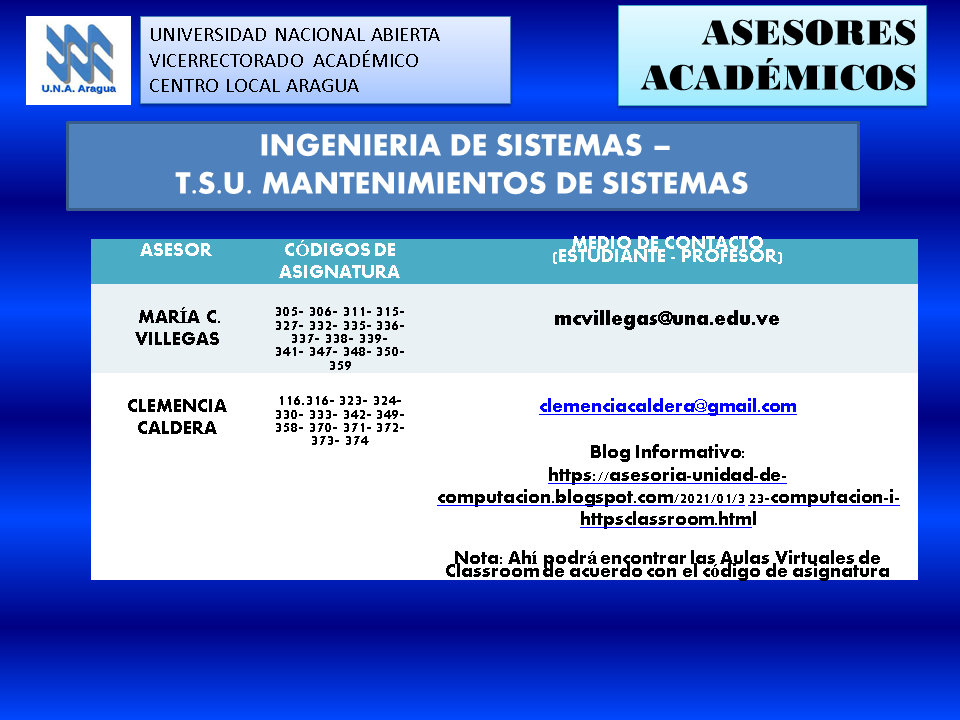 U.N.A. Aragua
UNIVERSIDAD NACIONAL ABIERTA
VICERRECTORADO ACADÉMICO
CENTRO LOCAL ARAGUA
ASESORES
ACADÉMICOS
INGENIERIA DE SISTEMAS –
T.S.U. MANTENIMIENTOS DE SISTEMAS
ASESOR
CÓDIGOS DE
ASIGNATURA
MEDIO DE CONTACTO
(ESTUDIANTE - PROFESOR)
MARÍA C.
VILLEGAS
305- 306- 311- 315-
327- 332- 335- 336-
337- 338- 339-
341- 347- 348- 350-
359
mcvillegas@una.edu.ve
CLEMENCIA
CALDERA
116.316- 323- 324-
330- 333- 342- 349-
358- 370- 371- 372-
373- 374
clemenciacaldera@gmail.com
Blog Informativo:
https://asesoria-unidad-de-
computacion.blogspot.com/2021/01/3 23-computacion-i-
httpsclassroom.html
Nota: Ahí podrá encontrar las Aulas Virtuales de
Classroom de acuerdo con el código de asignatura